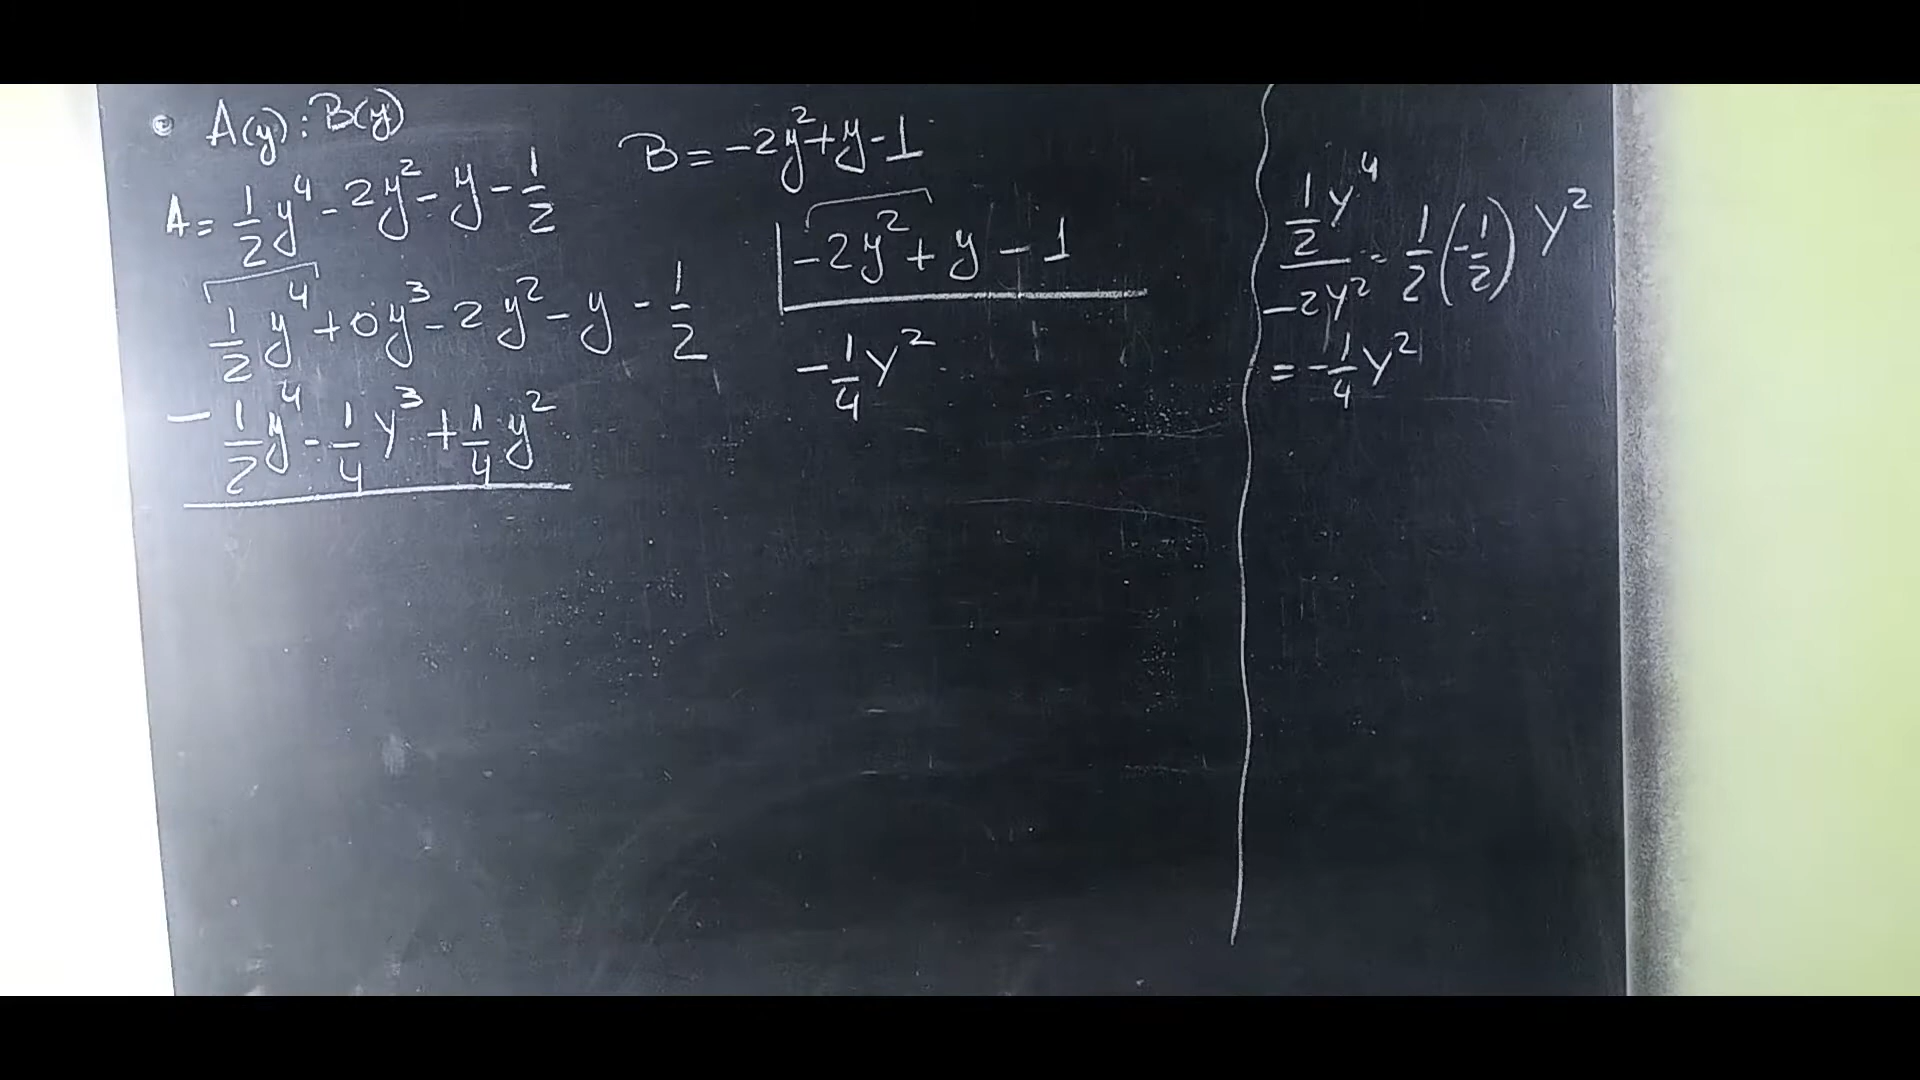 A(y) : B(y)
A = 1/2 y⁴ - 2y² - y - 1/2
B = -2y² + y - 1
1/2 y⁴ + 0y³ - 2y² - y - 1/2
-2y² + y - 1
- 1/2 y⁴ - 1/4 y³ + 1/4 y²
-1/4 y²
1/2 y⁴ / -2y² = 1/2 (-1/2) y²
= -1/4 y²